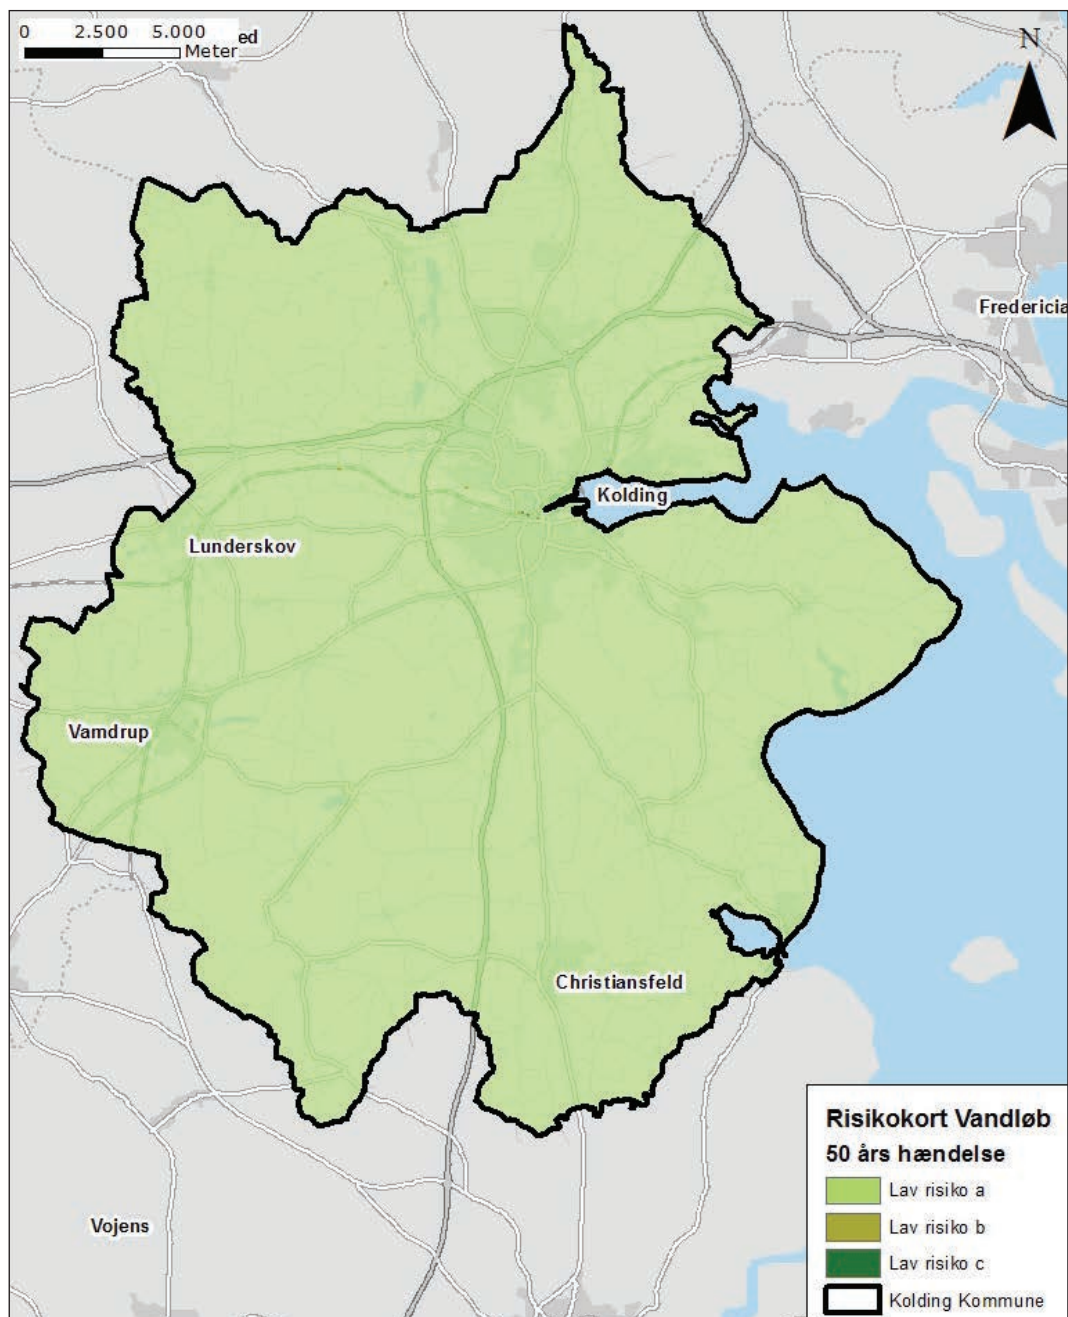 0 2.500 5.000
ed
Meter
N
Fredericia
Kolding
Lunderskov
Vamdrup
Christiansfeld
Vojens
Risikokort Vandløb
50 års hændelse
Lav risiko a
Lav risiko b
Lav risiko c
Kolding Kommune